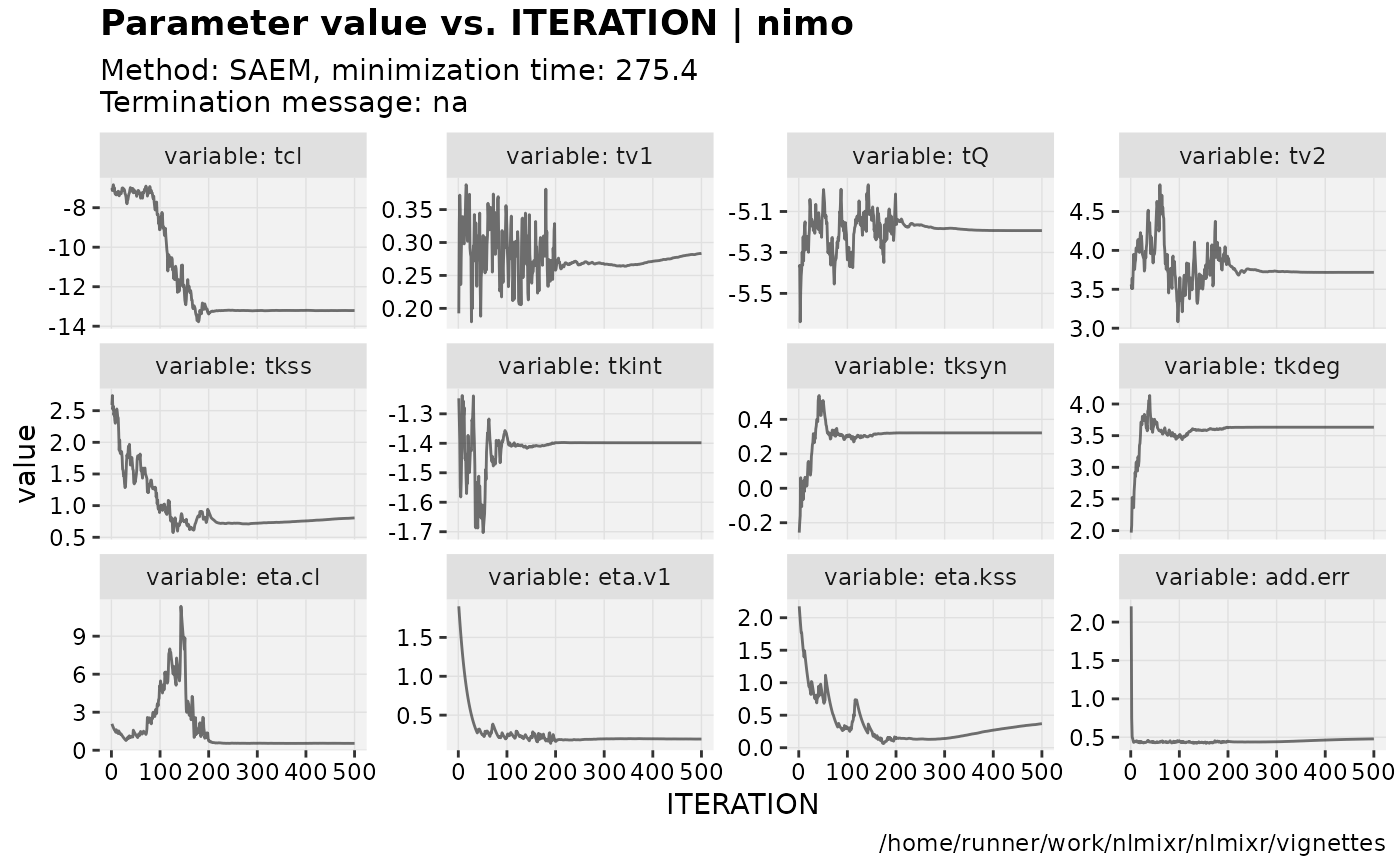 Parameter value vs. ITERATION | nimo
Method: SAEM, minimization time: 275.4
Termination message: na
variable: tcl
variable: tv1
variable: tQ
variable: tv2
-8
-10
-12
-14
0.35
0.30
0.25
0.20
-5.1
-5.3
-5.5
4.5
4.0
3.5
3.0
variable: tkss
variable: tkint
variable: tksyn
variable: tkdeg
2.5
2.0
1.5
1.0
0.5
-1.3
-1.4
-1.5
-1.6
-1.7
0.4
0.2
0.0
-0.2
4.0
3.5
3.0
2.5
2.0
value
variable: eta.cl
variable: eta.v1
variable: eta.kss
variable: add.err
9
6
3
0
1.5
1.0
0.5
2.0
1.5
1.0
0.5
0.0
2.0
1.5
1.0
0.5
0 100 200 300 400 500
0 100 200 300 400 500
0 100 200 300 400 500
0 100 200 300 400 500
ITERATION
/home/runner/work/nlmixr/nlmixr/vignettes